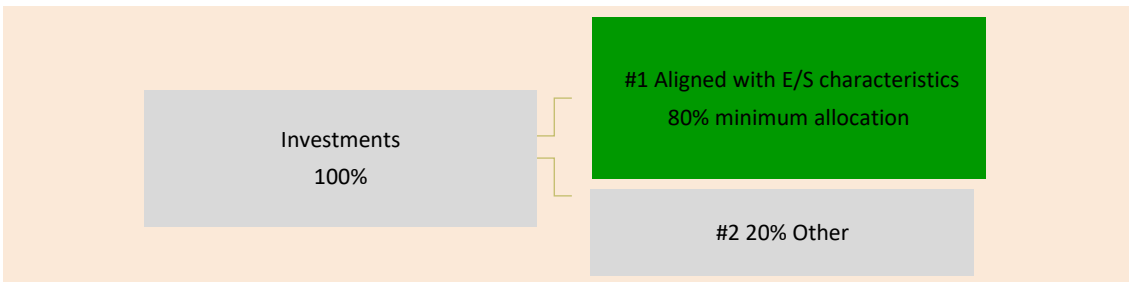 Investments
100%
#1 Aligned with E/S characteristics
80% minimum allocation
#2 20% Other